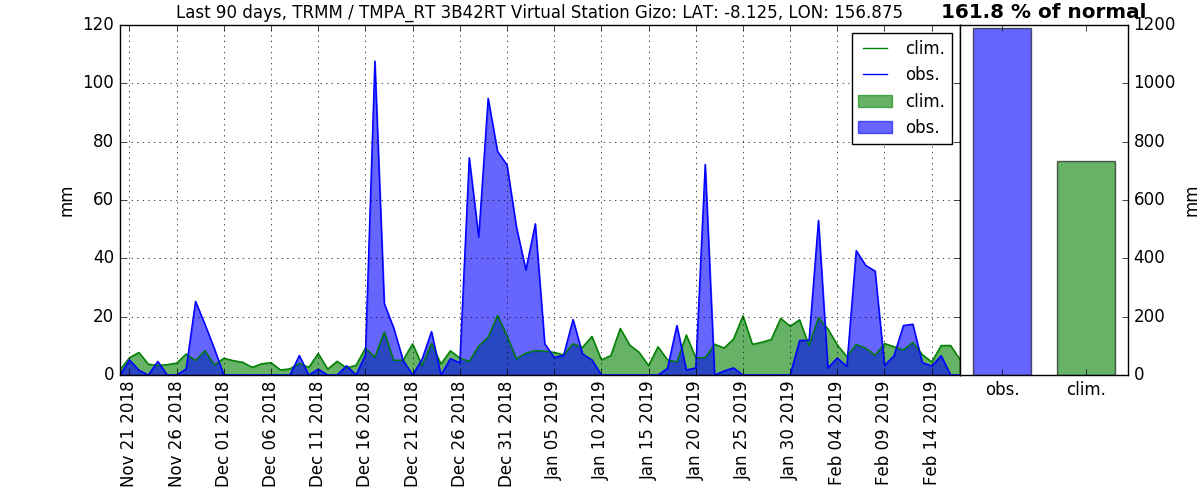 Last 90 days, TRMM / TMPA_RT 3B42RT Virtual Station Gizo: LAT: -8.125, LON: 156.875
161.8 % of normal
120
100
80
60
40
20
0
mm
clim.
obs.
clim.
obs.
1200
1000
800
600
400
200
0
mm
Nov 21 2018
Nov 26 2018
Dec 01 2018
Dec 06 2018
Dec 11 2018
Dec 16 2018
Dec 21 2018
Dec 26 2018
Dec 31 2018
Jan 05 2019
Jan 10 2019
Jan 15 2019
Jan 20 2019
Jan 25 2019
Jan 30 2019
Feb 04 2019
Feb 09 2019
Feb 14 2019
obs.
clim.